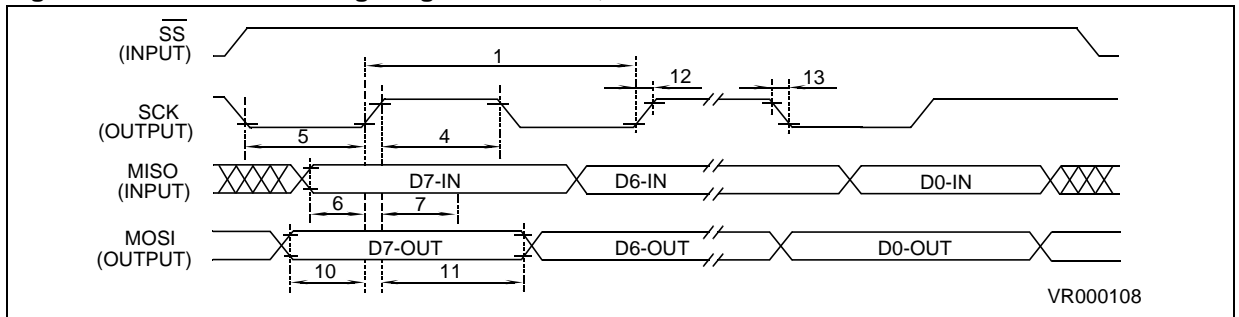 SS
(INPUT)
1
12
13
SCK
(OUTPUT)
5
4
MISO
(INPUT)
D7-IN
D6-IN
D0-IN
6
7
MOSI
(OUTPUT)
D7-OUT
D6-OUT
D0-OUT
10
11
VR000108